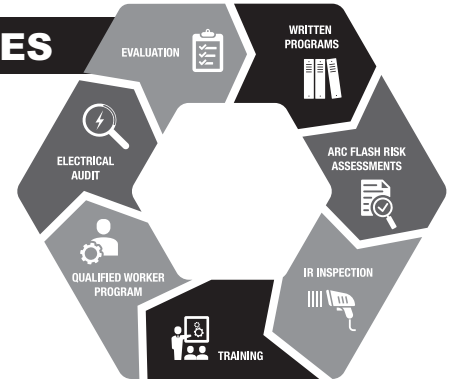 ES
EVALUATION
WRITTEN
PROGRAMS
ARC FLASH RISK
ASSESSMENTS
IR INSPECTION
TRAINING
QUALIFIED WORKER
PROGRAM
ELECTRICAL
AUDIT